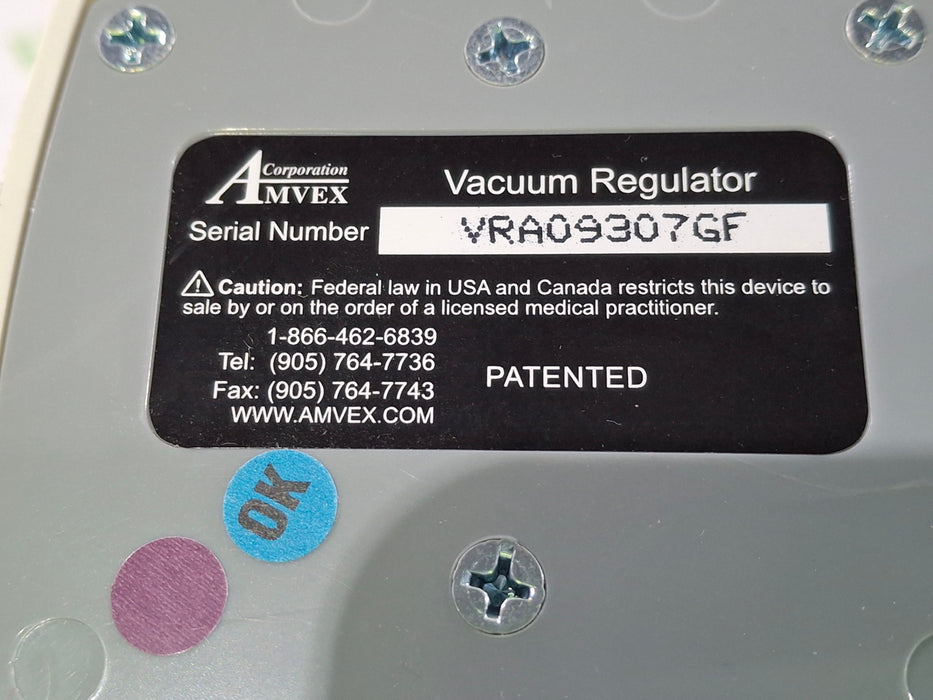 Corporation
AMVEX
Vacuum Regulator
Serial Number VRA09307GF
⚠ Caution: Federal law in USA and Canada restricts this device to
sale by or on the order of a licensed medical practitioner.
1-866-462-6839
Tel: (905) 764-7736
Fax: (905) 764-7743
WWW.AMVEX.COM
PATENTED
OK